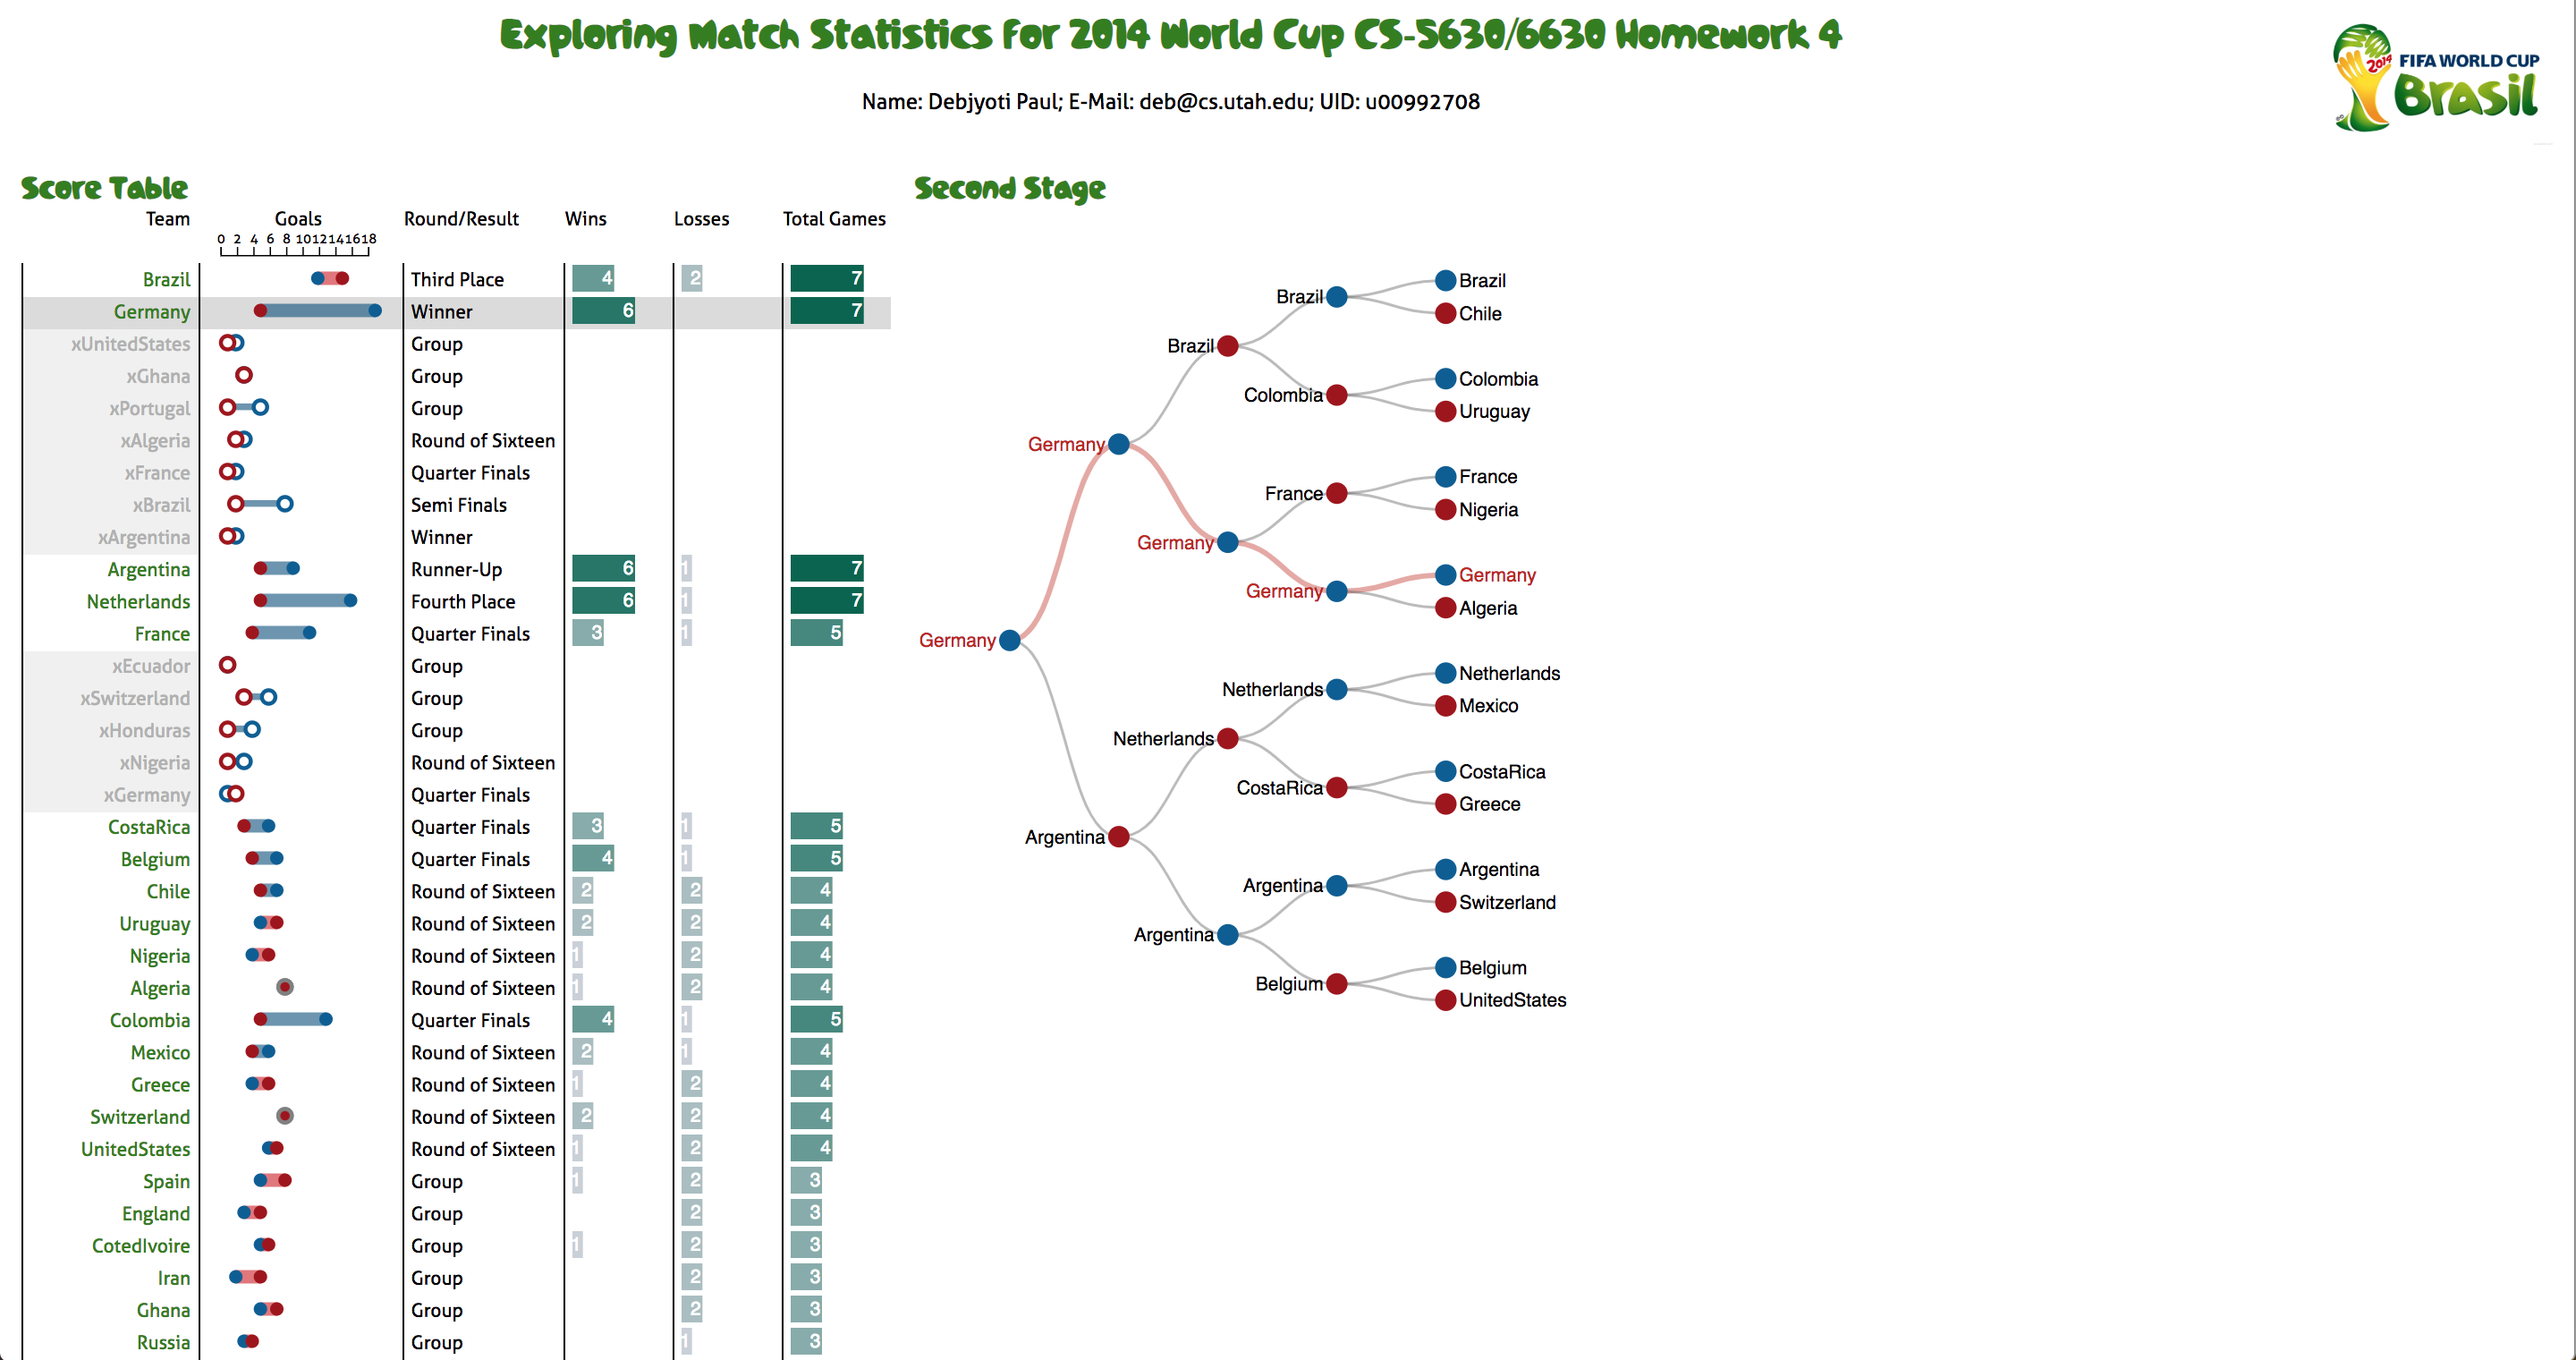 Exploring Match Statistics for 2014 World Cup CS-5630/6630 Homework 4
2014 FIFA WORLD CUP
Brasil
Name: Debjyoti Paul; E-Mail: deb@cs.utah.edu; UID: u00992708
Score Table
Team Goals Round/Result Wins Losses Total Games
0 2 4 6 8 10 12 14 16 18
Brazil Third Place 4 2 7
Germany Winner 6 7
xUnitedStates Group
xGhana Group
xPortugal Group
xAlgeria Round of Sixteen
xFrance Quarter Finals
xBrazil Semi Finals
xArgentina Winner
Argentina Runner-Up 6 1 7
Netherlands Fourth Place 6 1 7
France Quarter Finals 3 1 5
xEcuador Group
xSwitzerland Group
xHonduras Group
xNigeria Round of Sixteen
xGermany Quarter Finals
CostaRica Quarter Finals 3 1 5
Belgium Quarter Finals 4 1 5
Chile Round of Sixteen 2 2 4
Uruguay Round of Sixteen 2 2 4
Nigeria Round of Sixteen 1 2 4
Algeria Round of Sixteen 1 2 4
Colombia Quarter Finals 4 1 5
Mexico Round of Sixteen 2 1 4
Greece Round of Sixteen 1 2 4
Switzerland Round of Sixteen 2 2 4
UnitedStates Round of Sixteen 1 2 4
Spain Group 1 2 3
England Group 2 3
CotedIvoire Group 1 2 3
Iran Group 2 3
Ghana Group 2 3
Russia Group 1 3
Second Stage
Brazil
Brazil
Chile
Brazil
Colombia
Colombia
Uruguay
Germany
France
France
Nigeria
Germany
Germany
Germany
Algeria
Germany
Netherlands
Netherlands
Mexico
Netherlands
CostaRica
CostaRica
Greece
Argentina
Argentina
Argentina
Switzerland
Argentina
Belgium
Belgium
UnitedStates